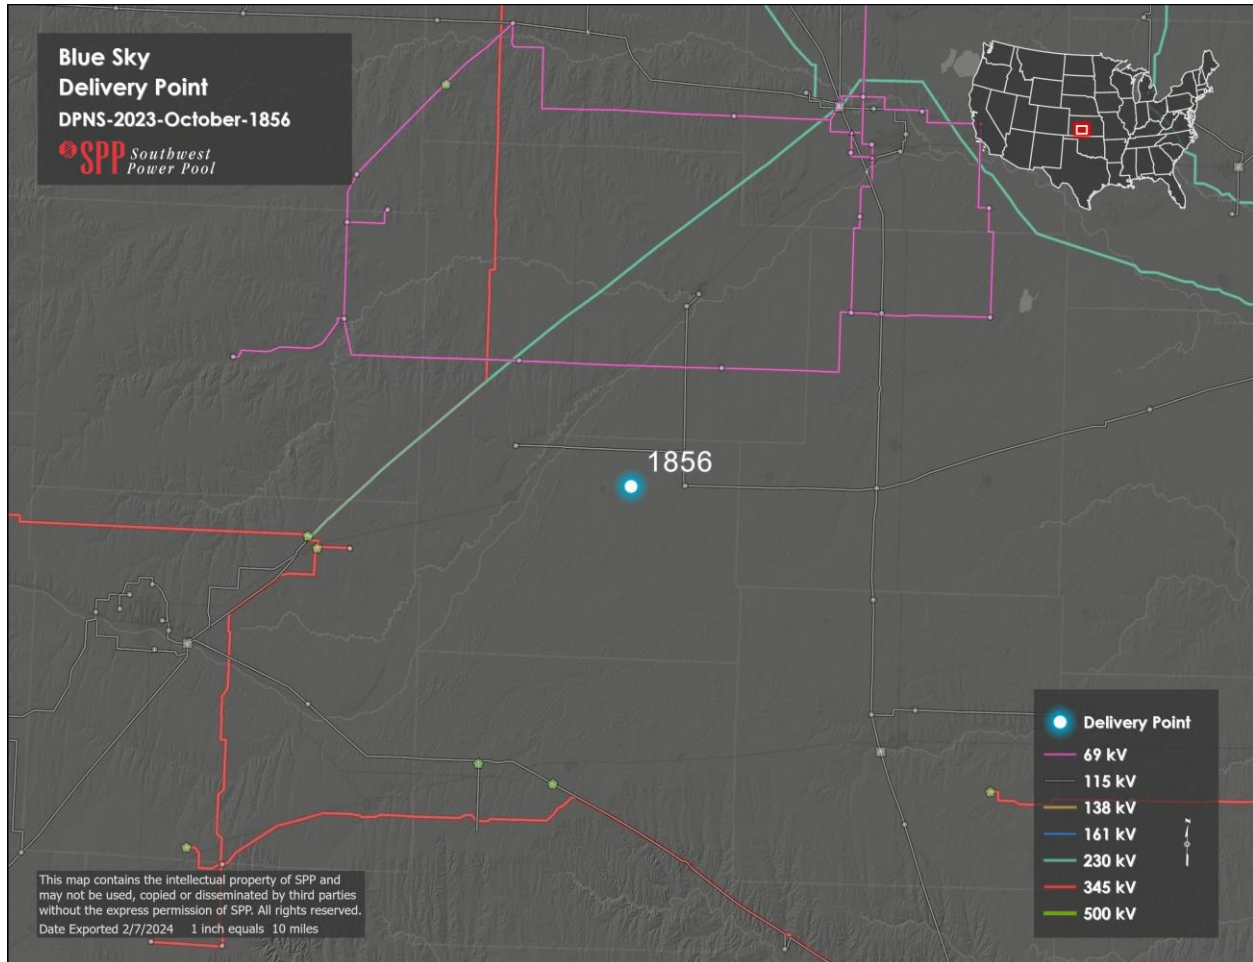 Blue Sky
Delivery Point
DPNS-2023-October-1856
SPP Southwest
Power Pool
1856
Delivery Point
69 kV
115 kV
138 kV
161 kV
230 kV
345 kV
500 kV
N
This map contains the intellectual property of SPP and
may not be used, copied or disseminated by third parties
without the express permission of SPP. All rights reserved.
Date Exported 2/7/2024 1 inch equals 10 miles